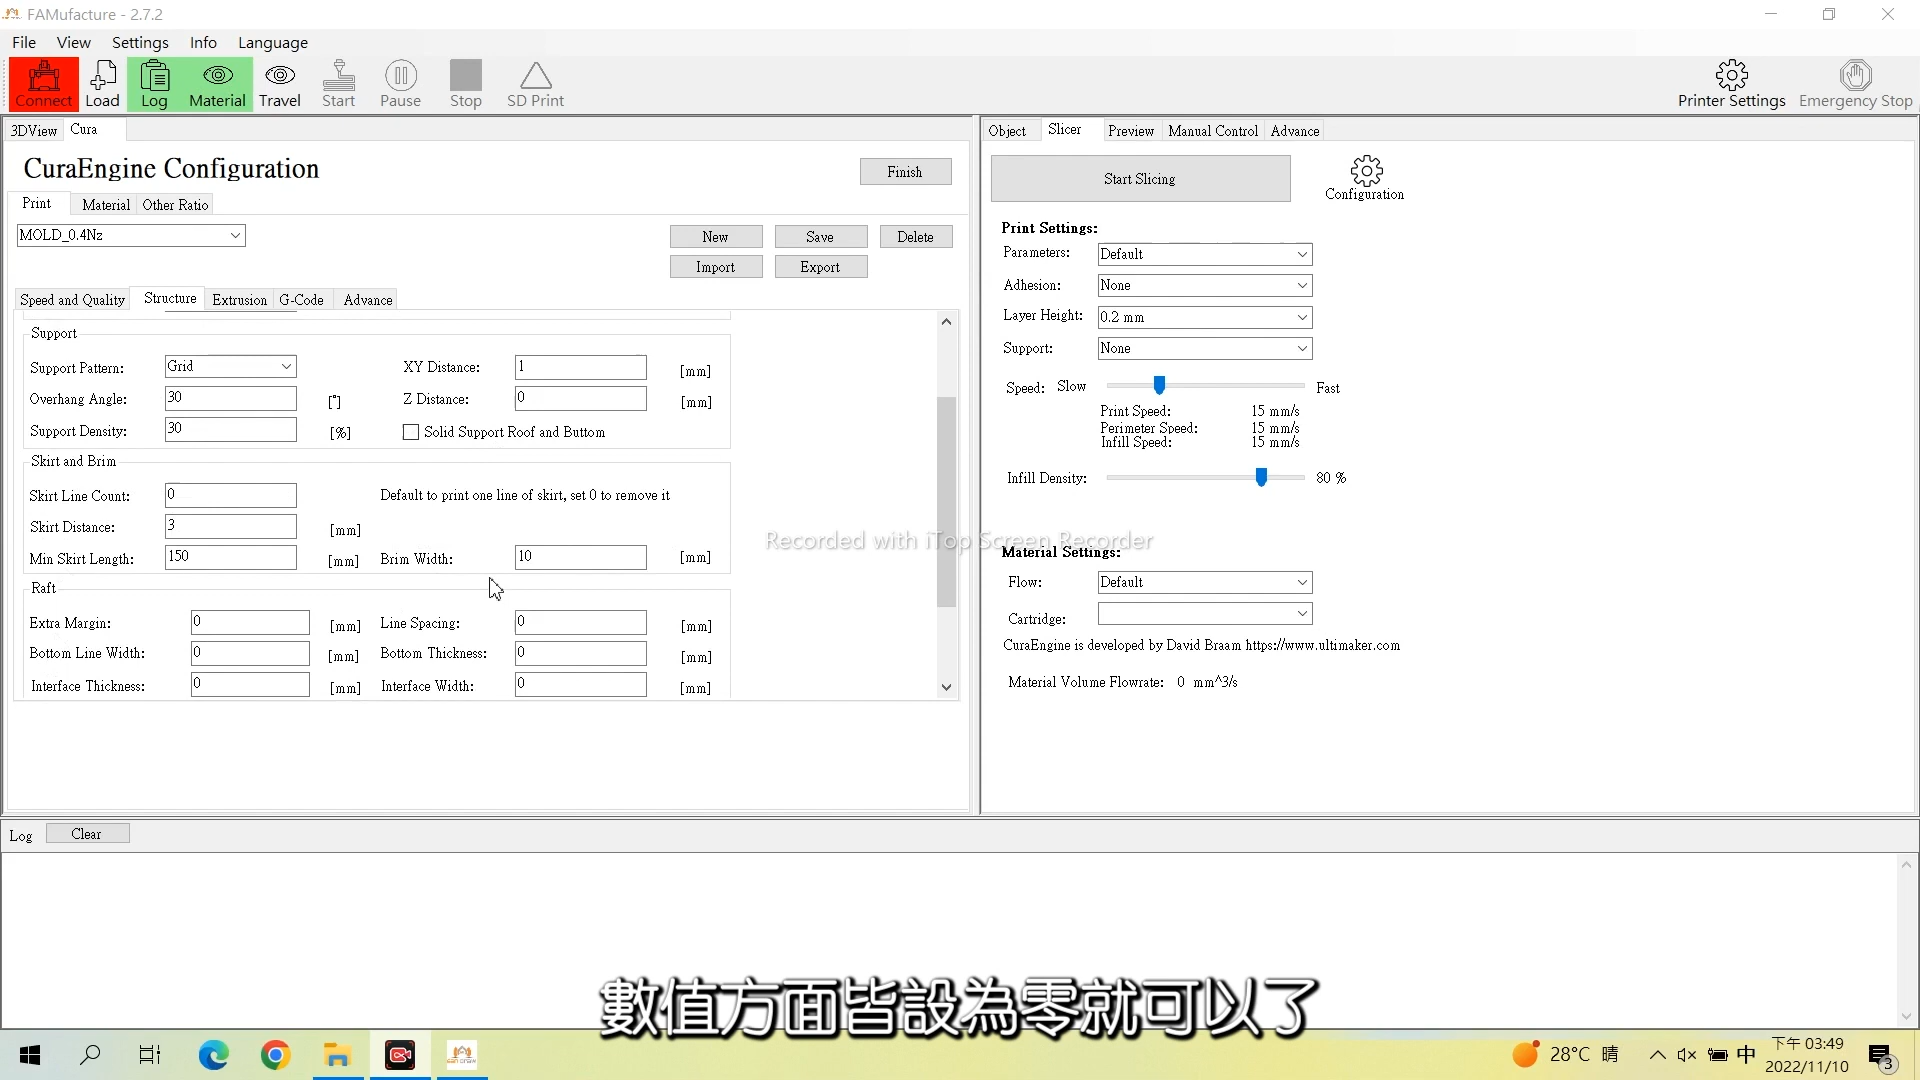 FAMufacture - 2.7.2
File View Settings Info Language
Connect Load Log Material Travel Start Pause Stop SD Print Printer Settings Emergency Stop
3DView Cura
Object Slicer Preview Manual Control Advance
CuraEngine Configuration
Finish
Start Slicing
Configuration
Print Material Other Ratio
MOLD_0.4Nz
New Save Delete
Import Export
Speed and Quality Structure Extrusion G-Code Advance
Support
Support Pattern: Grid XY Distance: 1 [mm]
Overhang Angle: 30 [°] Z Distance: 0 [mm]
Support Density: 30 [%] Solid Support Roof and Buttom
Skirt and Brim
Skirt Line Count: 0 Default to print one line of skirt, set 0 to remove it
Skirt Distance: 3 [mm]
Min Skirt Length: 150 [mm] Brim Width: 10 [mm]
Raft
Extra Margin: 0 [mm] Line Spacing: 0 [mm]
Bottom Line Width: 0 [mm] Bottom Thickness: 0 [mm]
Interface Thickness: 0 [mm] Interface Width: 0 [mm]
Print Settings:
Parameters: Default
Adhesion: None
Layer Height: 0.2 mm
Support: None
Speed: Slow Fast
Print Speed: 15 mm/s
Perimeter Speed: 15 mm/s
Infill Speed: 15 mm/s
Infill Density: 80 %
Recorded with iTop Screen Recorder
Material Settings:
Flow: Default
Cartridge:
CuraEngine is developed by David Braam https://www.ultimaker.com
Material Volume Flowrate: 0 mm^3/s
Log Clear
數值方面皆設為零就可以了
28°C 晴 中 下午 03:49
2022/11/10 3